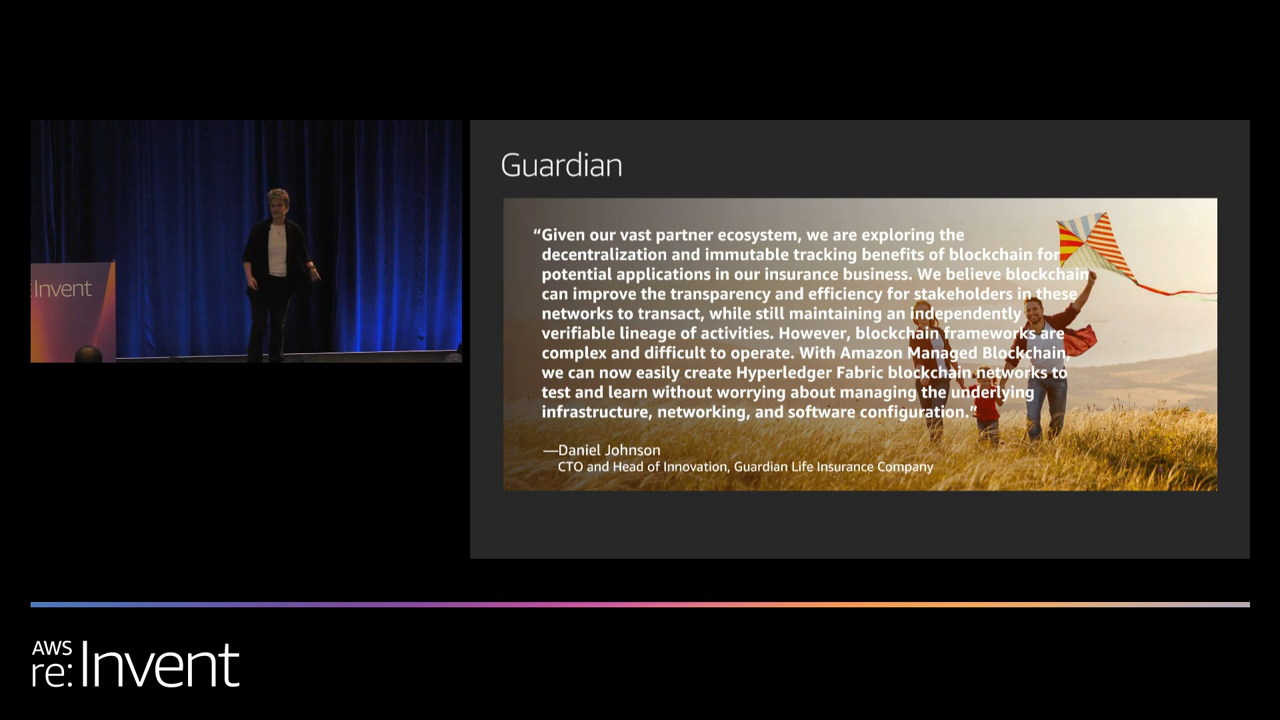 Invent
Guardian
“Given our vast partner ecosystem, we are exploring the
decentralization and immutable tracking benefits of blockchain for
potential applications in our insurance business. We believe blockchain
can improve the transparency and efficiency for stakeholders in these
networks to transact, while still maintaining an independently
verifiable lineage of activities. However, blockchain frameworks are
complex and difficult to operate. With Amazon Managed Blockchain,
we can now easily create Hyperledger Fabric blockchain networks to
test and learn without worrying about managing the underlying
infrastructure, networking, and software configuration.”
—Daniel Johnson
CTO and Head of Innovation, Guardian Life Insurance Company
AWS
re:Invent